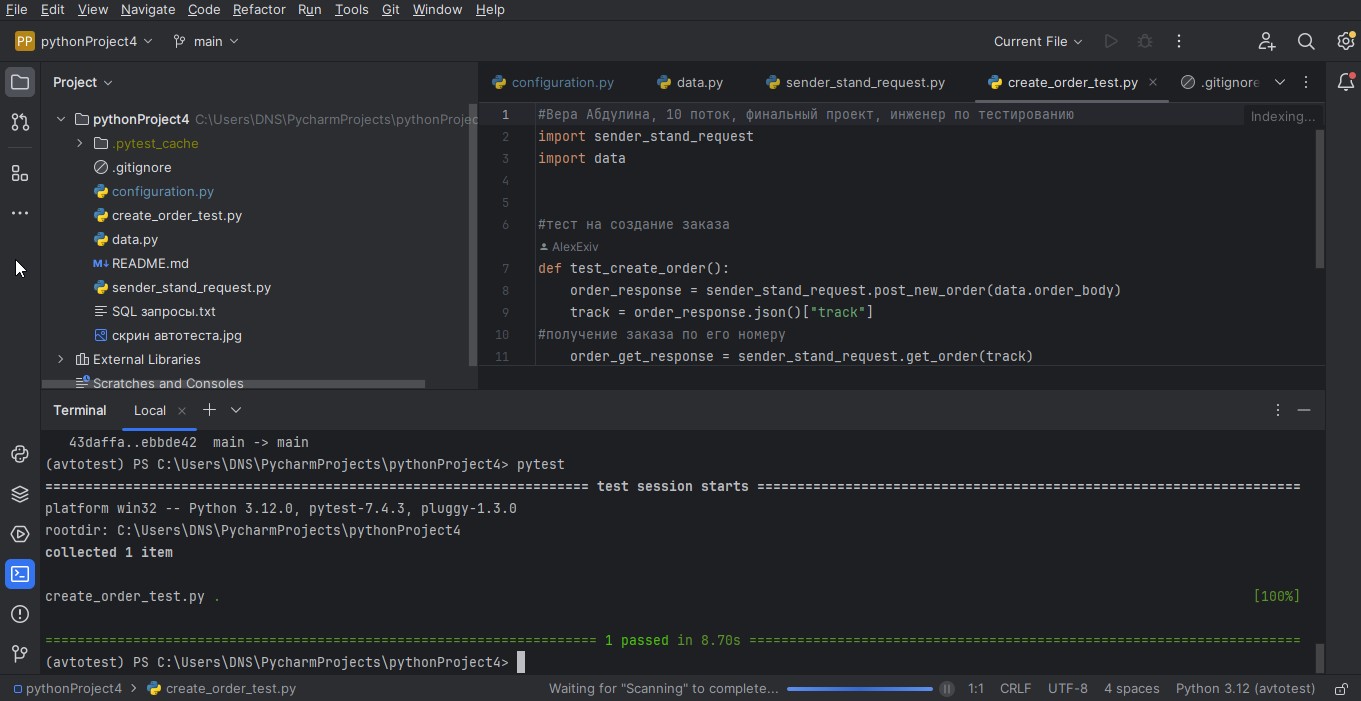 File Edit View Navigate Code Refactor Run Tools Git Window Help
PP pythonProject4 main Current File
Project
configuration.py data.py sender_stand_request.py create_order_test.py .gitignore
pythonProject4 C:\Users\DNS\PycharmProjects\pythonProjec
.pytest_cache
.gitignore
configuration.py
create_order_test.py
data.py
README.md
sender_stand_request.py
SQL запросы.txt
скрин автотеста.jpg
External Libraries
Scratches and Consoles
1 #Вера Абдулина, 10 поток, финальный проект, инженер по тестированию
Indexing...
2 import sender_stand_request
3 import data
4
5
6 #тест на создание заказа
AlexExiv
7 def test_create_order():
8 order_response = sender_stand_request.post_new_order(data.order_body)
9 track = order_response.json()["track"]
10 #получение заказа по его номеру
11 order_get_response = sender_stand_request.get_order(track)
Terminal Local
43daffa..ebbde42 main -> main
(avtotest) PS C:\Users\DNS\PycharmProjects\pythonProject4> pytest
==================================================================== test session starts ====================================================================
platform win32 -- Python 3.12.0, pytest-7.4.3, pluggy-1.3.0
rootdir: C:\Users\DNS\PycharmProjects\pythonProject4
collected 1 item
create_order_test.py . [100%]
===================================================================== 1 passed in 8.70s =====================================================================
(avtotest) PS C:\Users\DNS\PycharmProjects\pythonProject4>
pythonProject4 > create_order_test.py Waiting for "Scanning" to complete... 1:1 CRLF UTF-8 4 spaces Python 3.12 (avtotest)